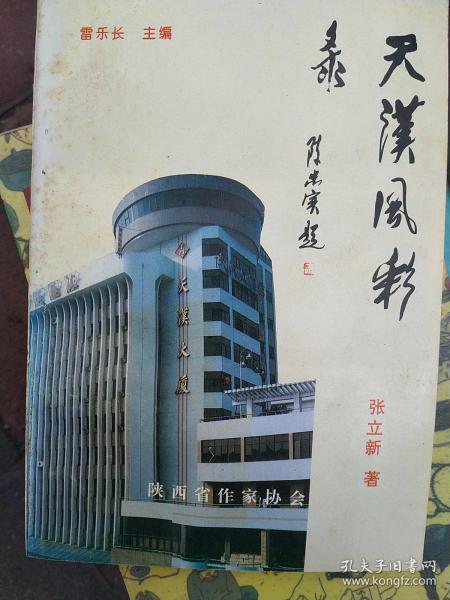 雷乐长 主编
天漢風彩
陈忠实题
张立新 著
天漢大厦
陕西省作家协会
孔夫子旧书网
www.kongfz.com